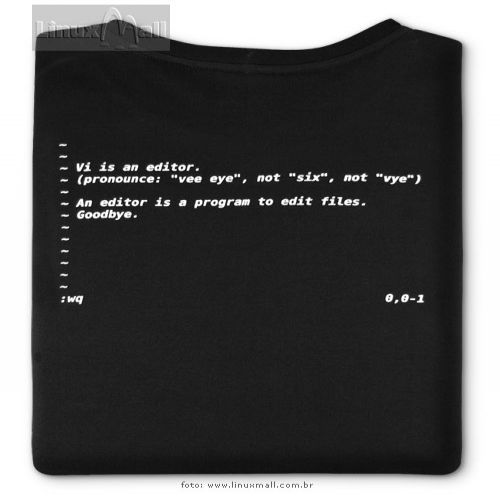 LinuxMall
~
~
~ Vi is an editor.
~ (pronounce: "vee eye", not "six", not "vye")
~
~ An editor is a program to edit files.
~ Goodbye.
~
~
~
~
~
~
:wq 0,0-1
foto: www.linuxmall.com.br